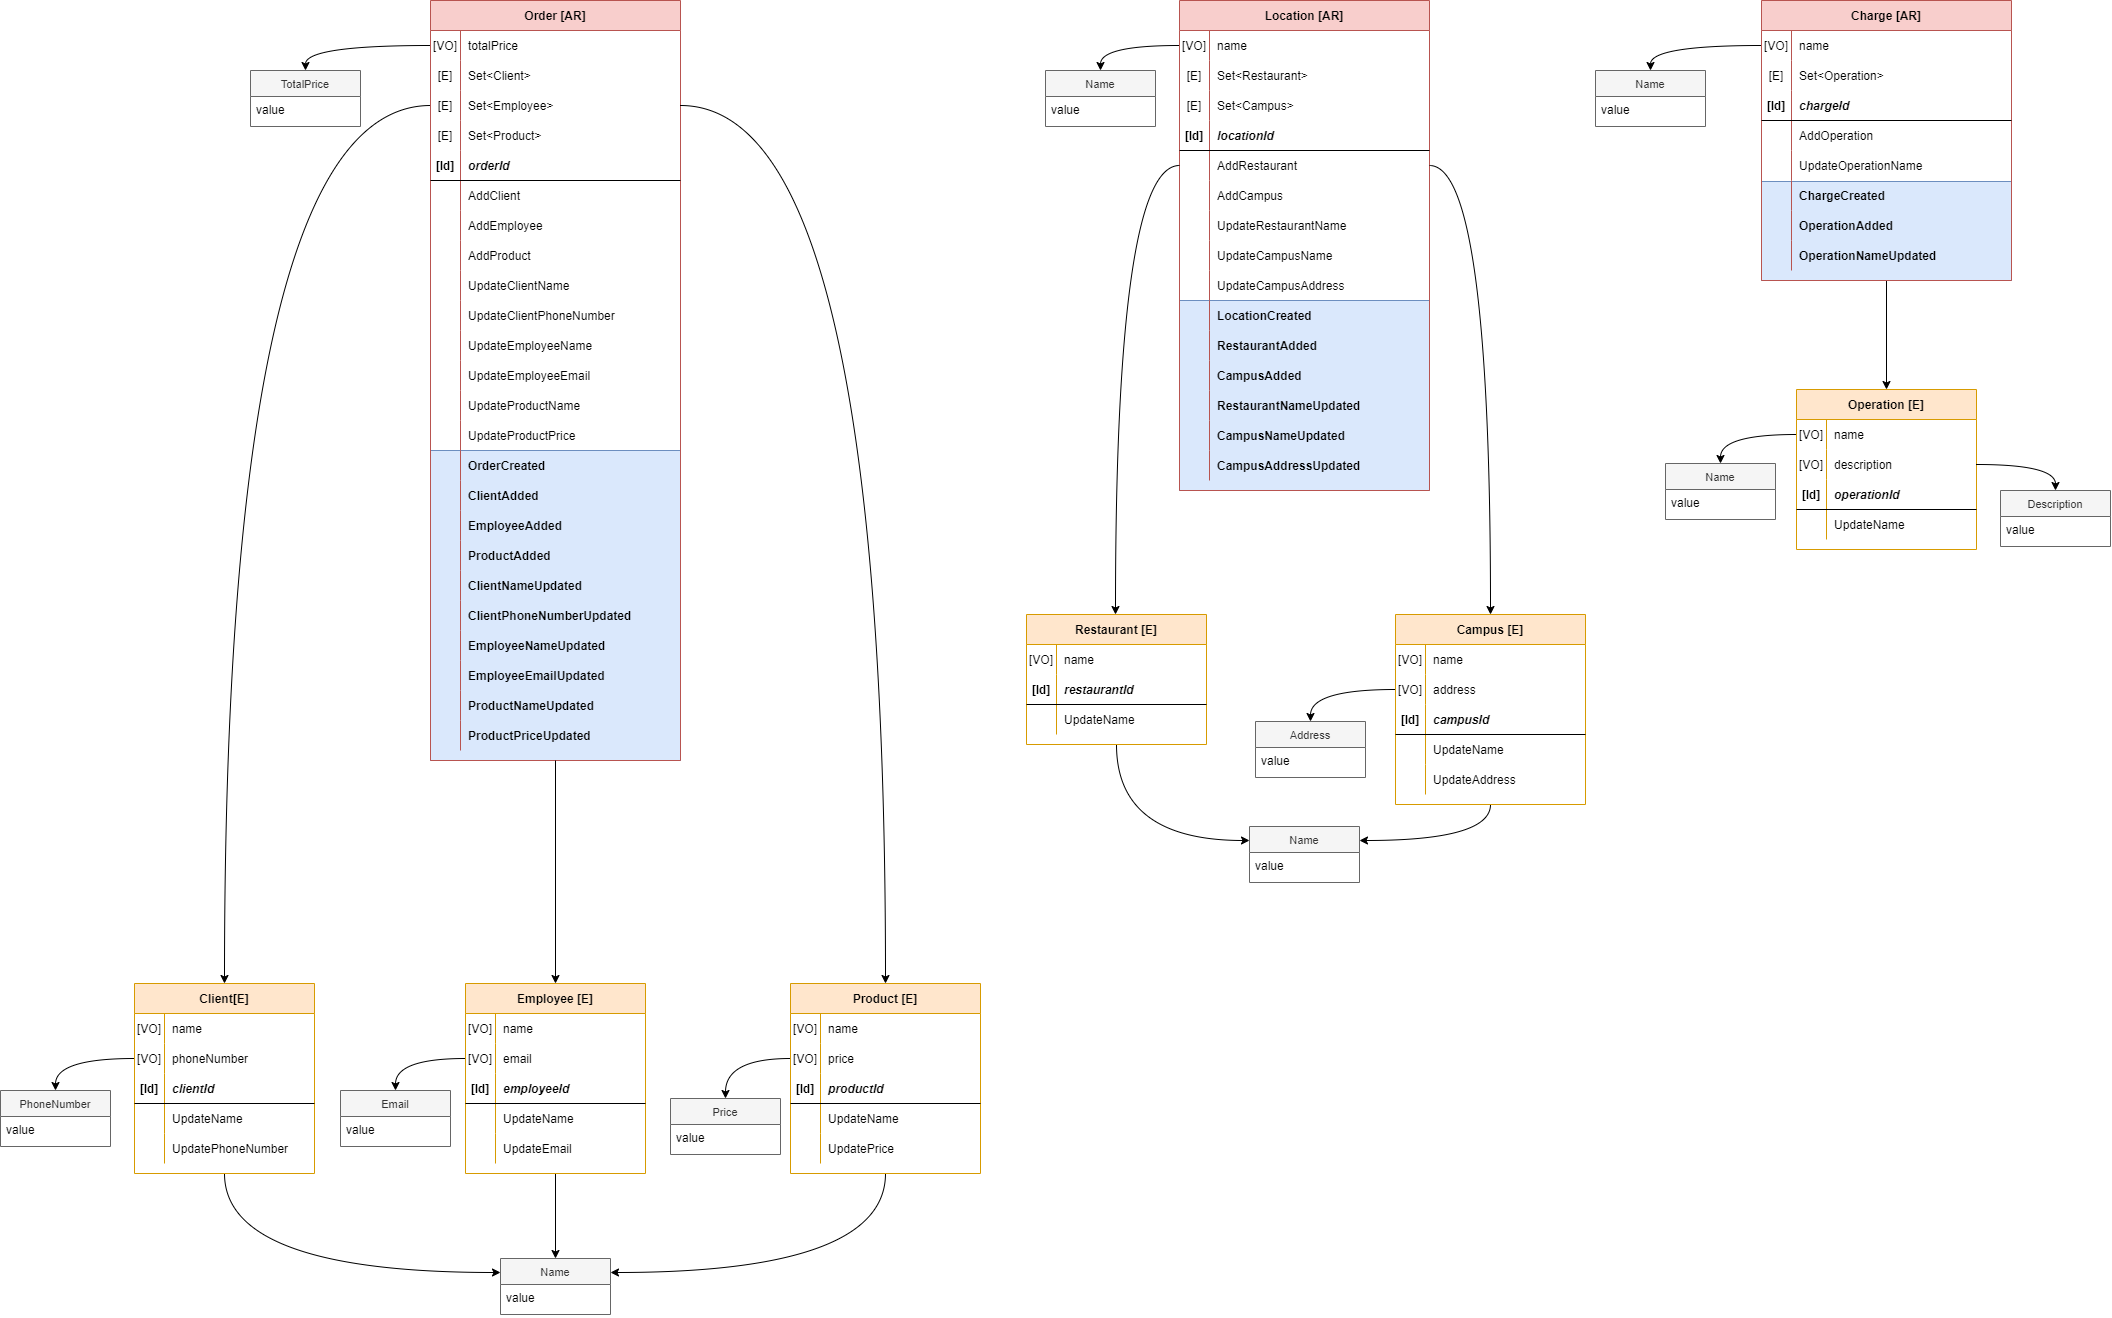 Order [AR]
[VO] totalPrice
[E] Set<Client>
[E] Set<Employee>
[E] Set<Product>
[Id] orderId
AddClient
AddEmployee
AddProduct
UpdateClientName
UpdateClientPhoneNumber
UpdateEmployeeName
UpdateEmployeeEmail
UpdateProductName
UpdateProductPrice
OrderCreated
ClientAdded
EmployeeAdded
ProductAdded
ClientNameUpdated
ClientPhoneNumberUpdated
EmployeeNameUpdated
EmployeeEmailUpdated
ProductNameUpdated
ProductPriceUpdated
TotalPrice
value
Client[E]
[VO] name
[VO] phoneNumber
[Id] clientId
UpdateName
UpdatePhoneNumber
PhoneNumber
value
Employee [E]
[VO] name
[VO] email
[Id] employeeId
UpdateName
UpdateEmail
Email
value
Product [E]
[VO] name
[VO] price
[Id] productId
UpdateName
UpdatePrice
Price
value
Name
value
Location [AR]
[VO] name
[E] Set<Restaurant>
[E] Set<Campus>
[Id] locationId
AddRestaurant
AddCampus
UpdateRestaurantName
UpdateCampusName
UpdateCampusAddress
LocationCreated
RestaurantAdded
CampusAdded
RestaurantNameUpdated
CampusNameUpdated
CampusAddressUpdated
Name
value
Restaurant [E]
[VO] name
[Id] restaurantId
UpdateName
Campus [E]
[VO] name
[VO] address
[Id] campusId
UpdateName
UpdateAddress
Address
value
Name
value
Charge [AR]
[VO] name
[E] Set<Operation>
[Id] chargeId
AddOperation
UpdateOperationName
ChargeCreated
OperationAdded
OperationNameUpdated
Name
value
Operation [E]
[VO] name
[VO] description
[Id] operationId
UpdateName
Name
value
Description
value